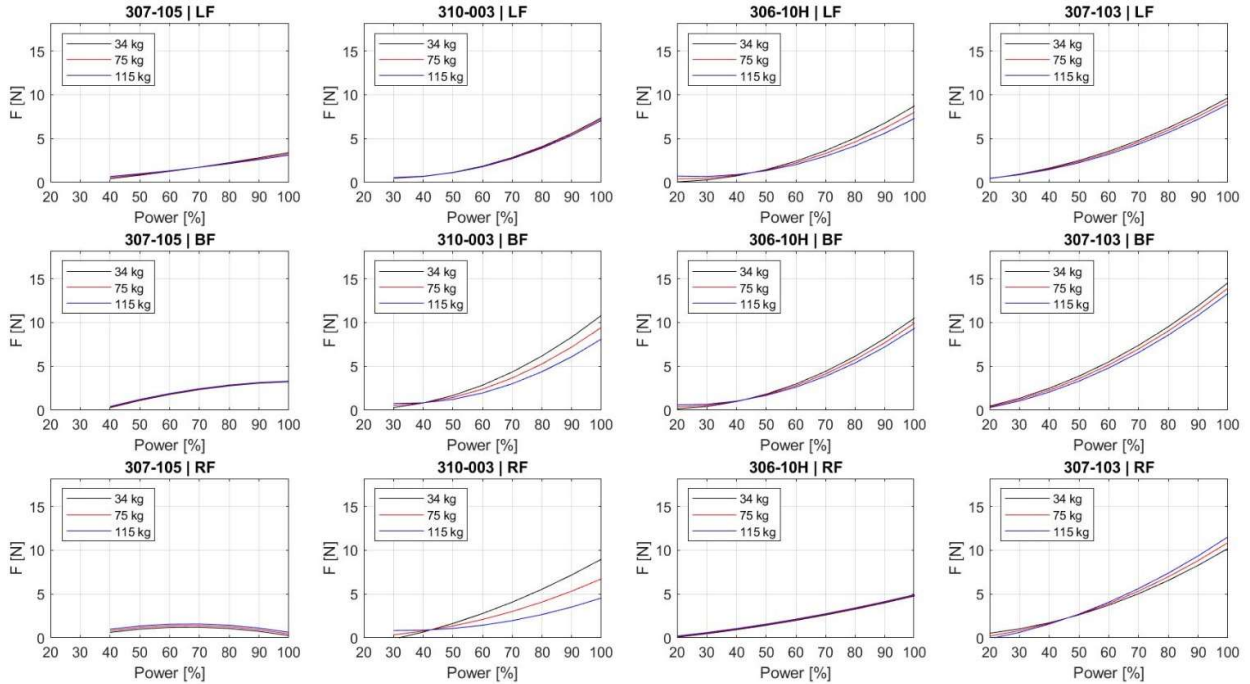 307-105 | LF
F [N]
15
10
5
0
34 kg
75 kg
115 kg
20 30 40 50 60 70 80 90 100
Power [%]
310-003 | LF
F [N]
15
10
5
0
34 kg
75 kg
115 kg
20 30 40 50 60 70 80 90 100
Power [%]
306-10H | LF
F [N]
15
10
5
0
34 kg
75 kg
115 kg
20 30 40 50 60 70 80 90 100
Power [%]
307-103 | LF
F [N]
15
10
5
0
34 kg
75 kg
115 kg
20 30 40 50 60 70 80 90 100
Power [%]
307-105 | BF
F [N]
15
10
5
0
34 kg
75 kg
115 kg
20 30 40 50 60 70 80 90 100
Power [%]
310-003 | BF
F [N]
15
10
5
0
34 kg
75 kg
115 kg
20 30 40 50 60 70 80 90 100
Power [%]
306-10H | BF
F [N]
15
10
5
0
34 kg
75 kg
115 kg
20 30 40 50 60 70 80 90 100
Power [%]
307-103 | BF
F [N]
15
10
5
0
34 kg
75 kg
115 kg
20 30 40 50 60 70 80 90 100
Power [%]
307-105 | RF
F [N]
15
10
5
0
34 kg
75 kg
115 kg
20 30 40 50 60 70 80 90 100
Power [%]
310-003 | RF
F [N]
15
10
5
0
34 kg
75 kg
115 kg
20 30 40 50 60 70 80 90 100
Power [%]
306-10H | RF
F [N]
15
10
5
0
34 kg
75 kg
115 kg
20 30 40 50 60 70 80 90 100
Power [%]
307-103 | RF
F [N]
15
10
5
0
34 kg
75 kg
115 kg
20 30 40 50 60 70 80 90 100
Power [%]